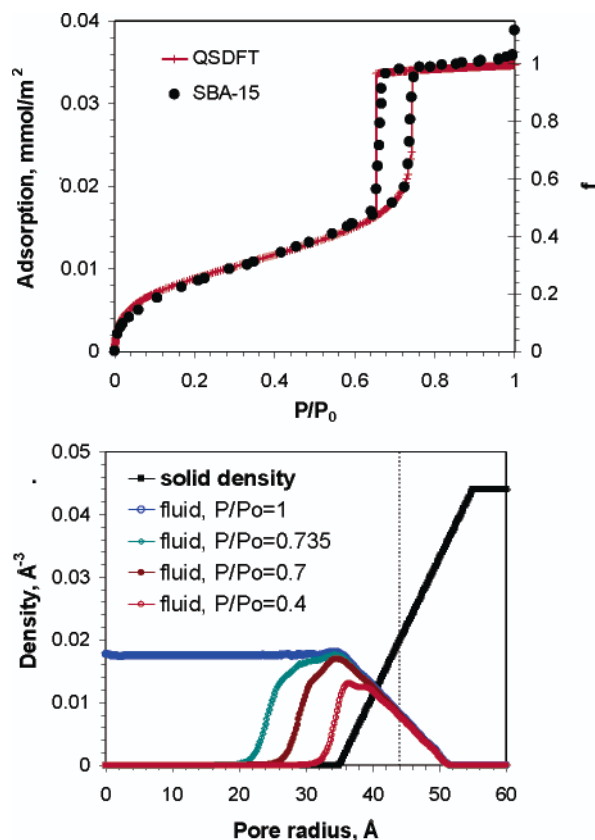 0.04
0.03
0.02
0.01
0
Adsorption, mmol/m²
QSDFT
SBA-15
1
0.8
0.6
0.4
0.2
0
f
0 0.2 0.4 0.6 0.8 1
P/P₀
0.05
0.04
0.03
0.02
0.01
0
Density, Å⁻³
solid density
fluid, P/Po=1
fluid, P/Po=0.735
fluid, P/Po=0.7
fluid, P/Po=0.4
0 10 20 30 40 50 60
Pore radius, Å